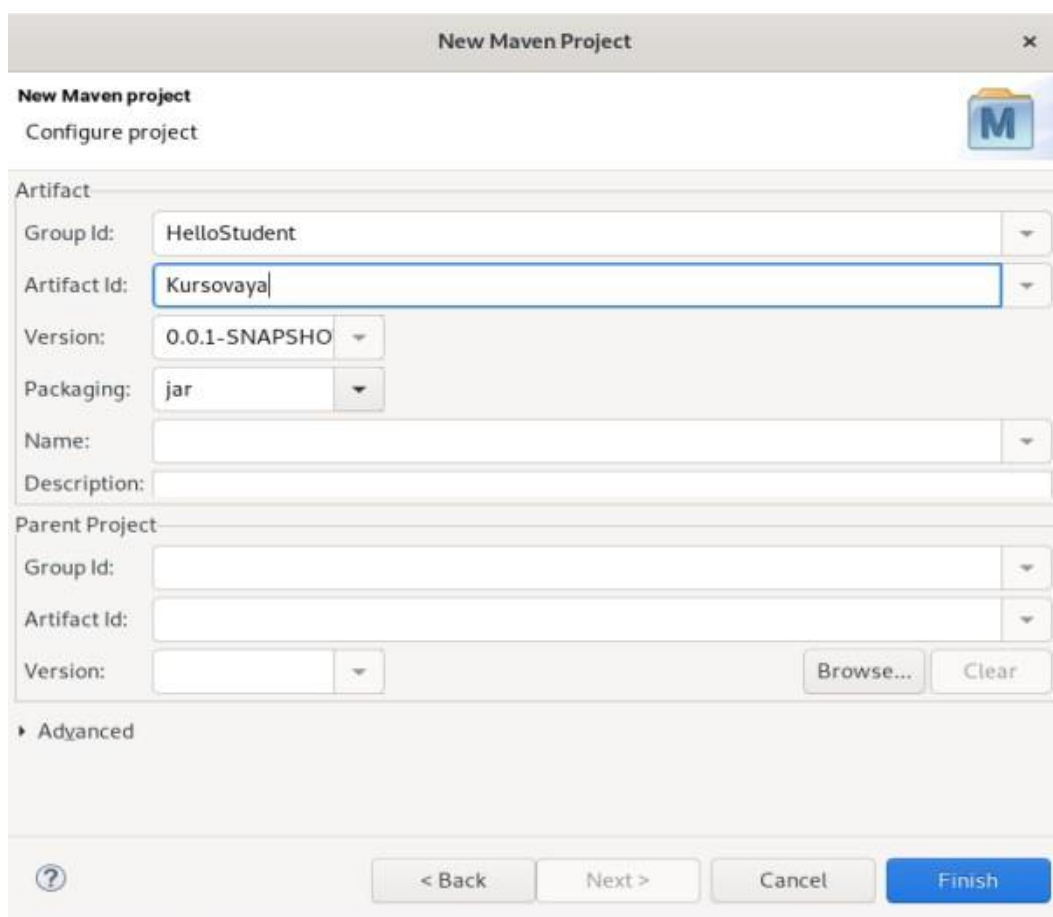 New Maven Project
New Maven project
Configure project
M
Artifact
Group Id: HelloStudent
Artifact Id: Kursovaya
Version: 0.0.1-SNAPSHO
Packaging: jar
Name:
Description:
Parent Project
Group Id:
Artifact Id:
Version: Browse... Clear
Advanced
? < Back Next > Cancel Finish